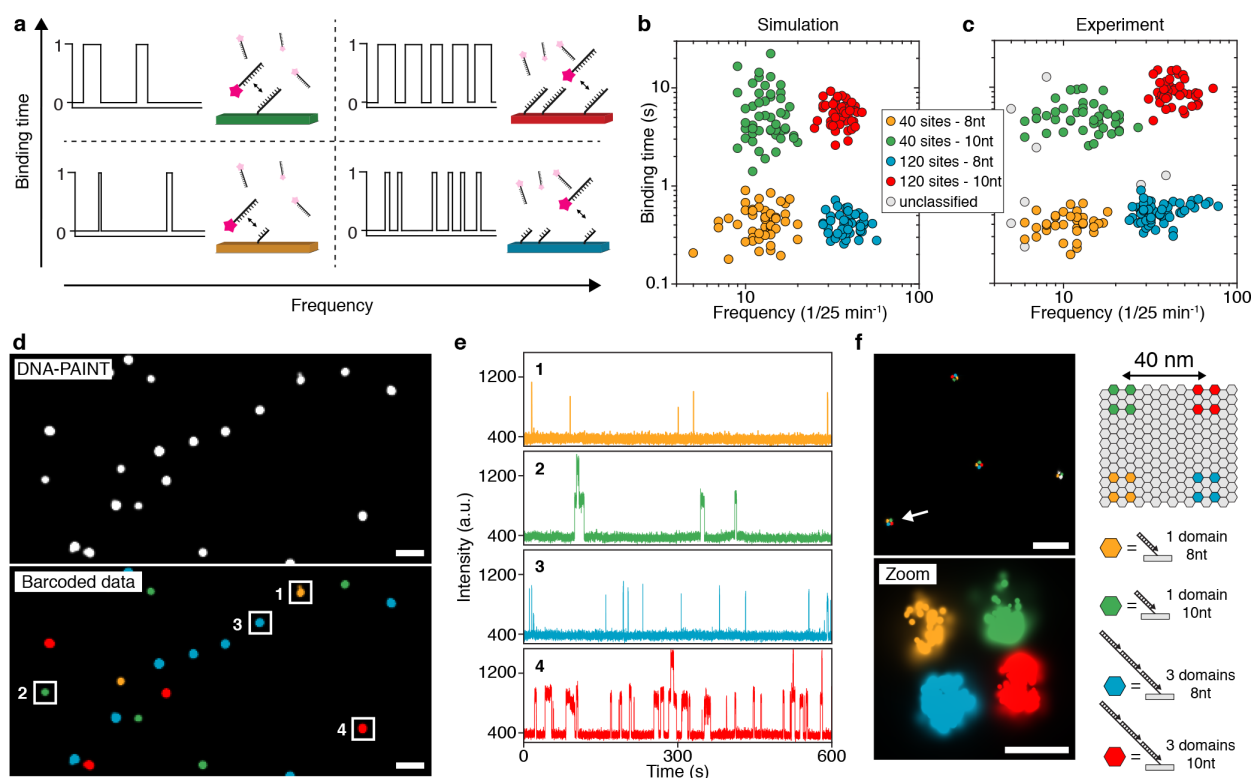 a
Binding time
1
0
1
0
1
0
1
0
Frequency
b
Simulation
Binding time (s)
10
1
0.1
10
100
Frequency (1/25 min⁻¹)
40 sites - 8nt
40 sites - 10nt
120 sites - 8nt
120 sites - 10nt
unclassified
c
Experiment
10
100
Frequency (1/25 min⁻¹)
d
DNA-PAINT
Barcoded data
1
3
2
4
e
Intensity (a.u.)
1
1200
400
2
1200
400
3
1200
400
4
1200
400
0
300
600
Time (s)
f
Zoom
40 nm
= 1 domain
8nt
= 1 domain
10nt
= 3 domains
8nt
= 3 domains
10nt